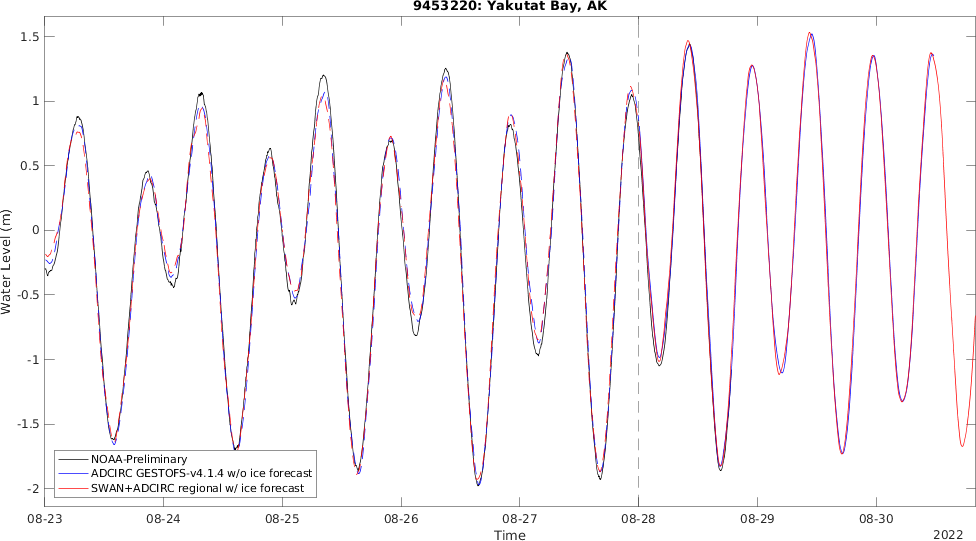 9453220: Yakutat Bay, AK
Water Level (m)
1.5
1
0.5
0
-0.5
-1
-1.5
-2
NOAA-Preliminary
ADCIRC GESTOFS-v4.1.4 w/o ice forecast
SWAN+ADCIRC regional w/ ice forecast
08-23 08-24 08-25 08-26 08-27 08-28 08-29 08-30
Time
2022